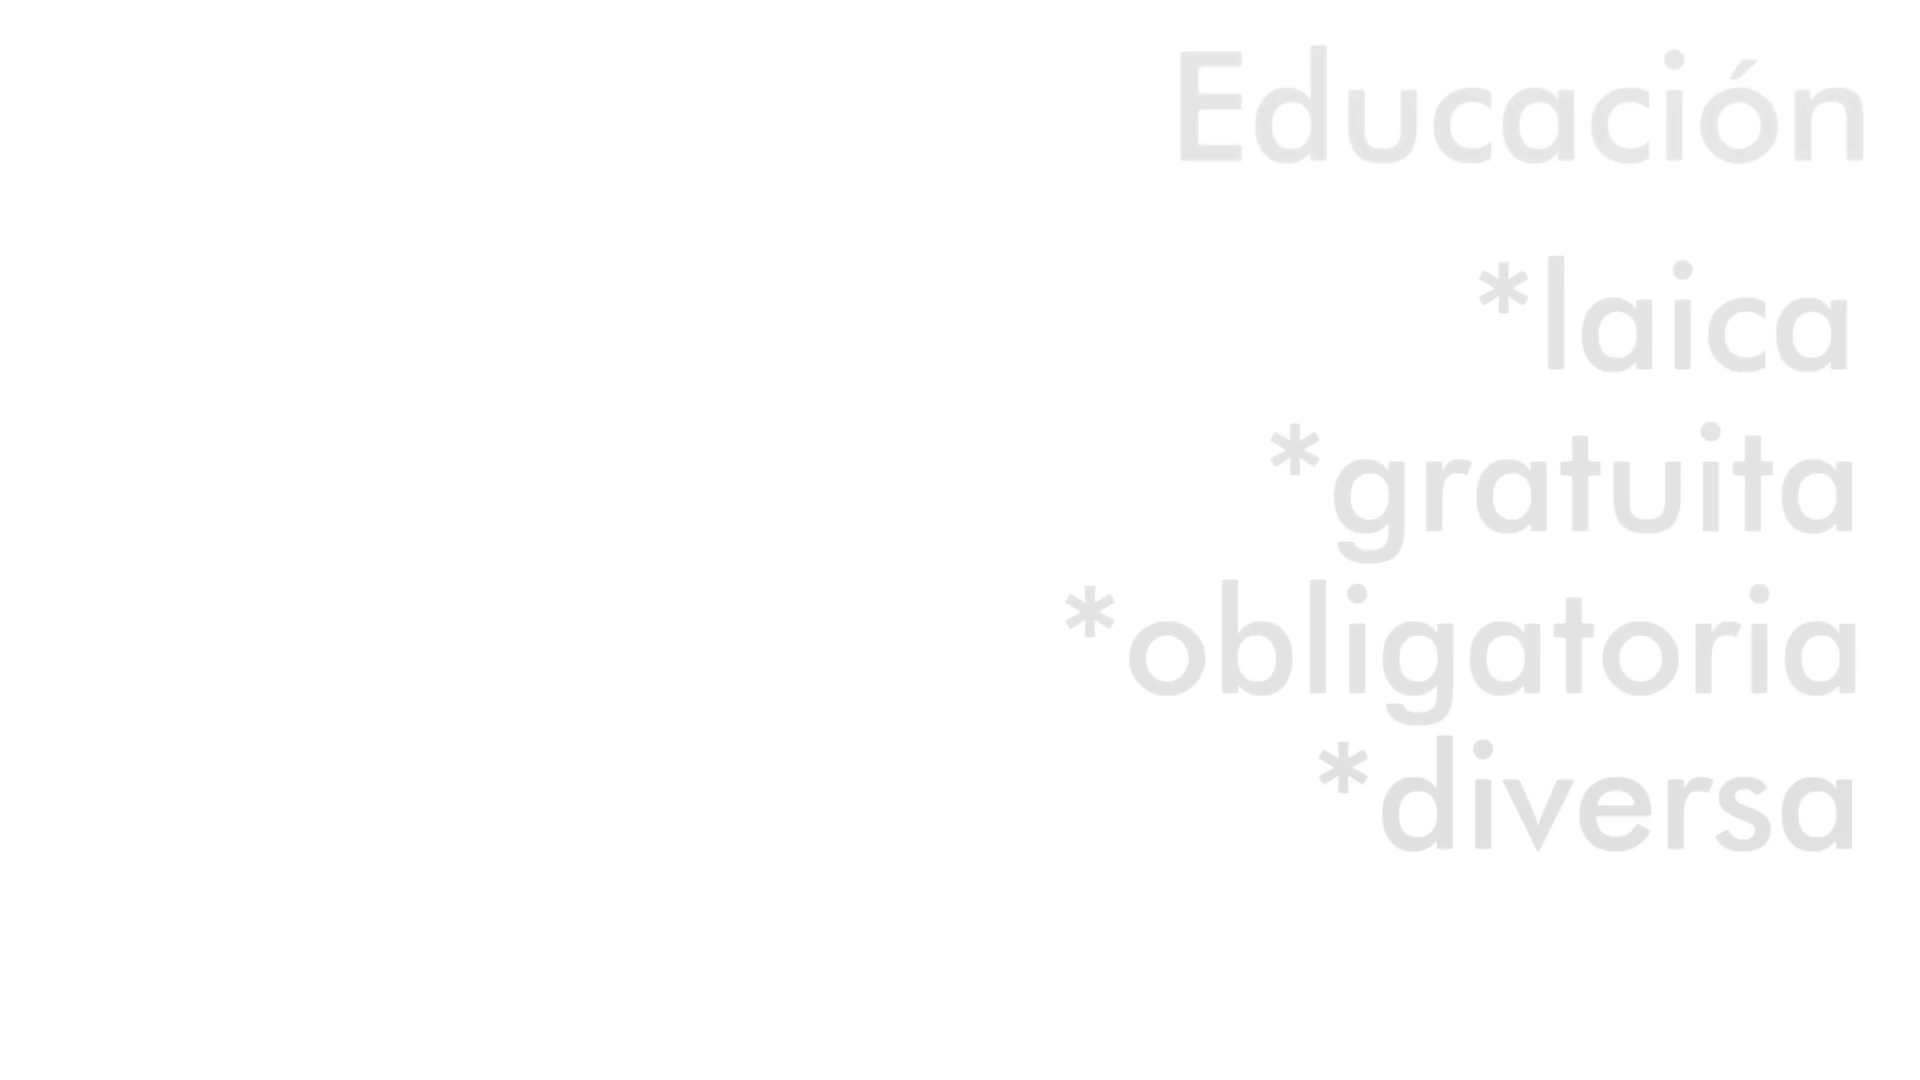 Educación
*laica
*gratuita
*obligatoria
*diversa